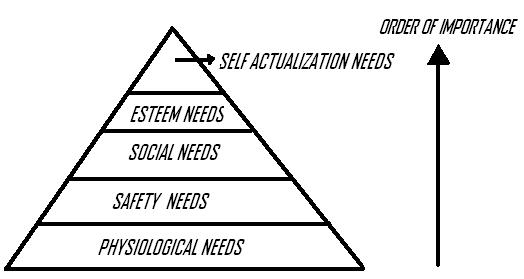 ORDER OF IMPORTANCE
SELF ACTUALIZATION NEEDS
ESTEEM NEEDS
SOCIAL NEEDS
SAFETY NEEDS
PHYSIOLOGICAL NEEDS